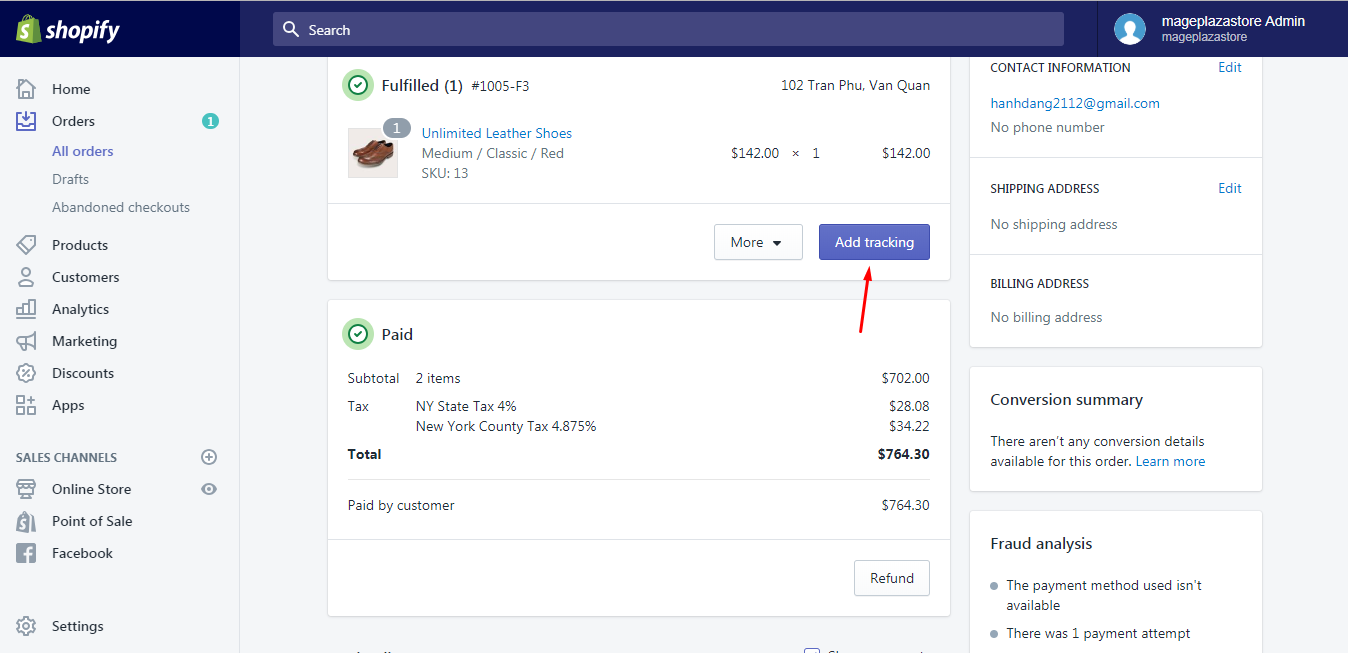 shopify
Search
mageplazastore Admin
mageplazastore
Home
Orders 1
All orders
Drafts
Abandoned checkouts
Products
Customers
Analytics
Marketing
Discounts
Apps
SALES CHANNELS
Online Store
Point of Sale
Facebook
Settings
Fulfilled (1) #1005-F3 102 Tran Phu, Van Quan
1
Unlimited Leather Shoes
Medium / Classic / Red $142.00 × 1 $142.00
SKU: 13
More Add tracking
Paid
Subtotal 2 items $702.00
Tax NY State Tax 4% $28.08
New York County Tax 4.875% $34.22
Total $764.30
Paid by customer $764.30
Refund
CONTACT INFORMATION Edit
hanhdang2112@gmail.com
No phone number
SHIPPING ADDRESS Edit
No shipping address
BILLING ADDRESS
No billing address
Conversion summary
There aren't any conversion details
available for this order. Learn more
Fraud analysis
The payment method used isn't
available
There was 1 payment attempt